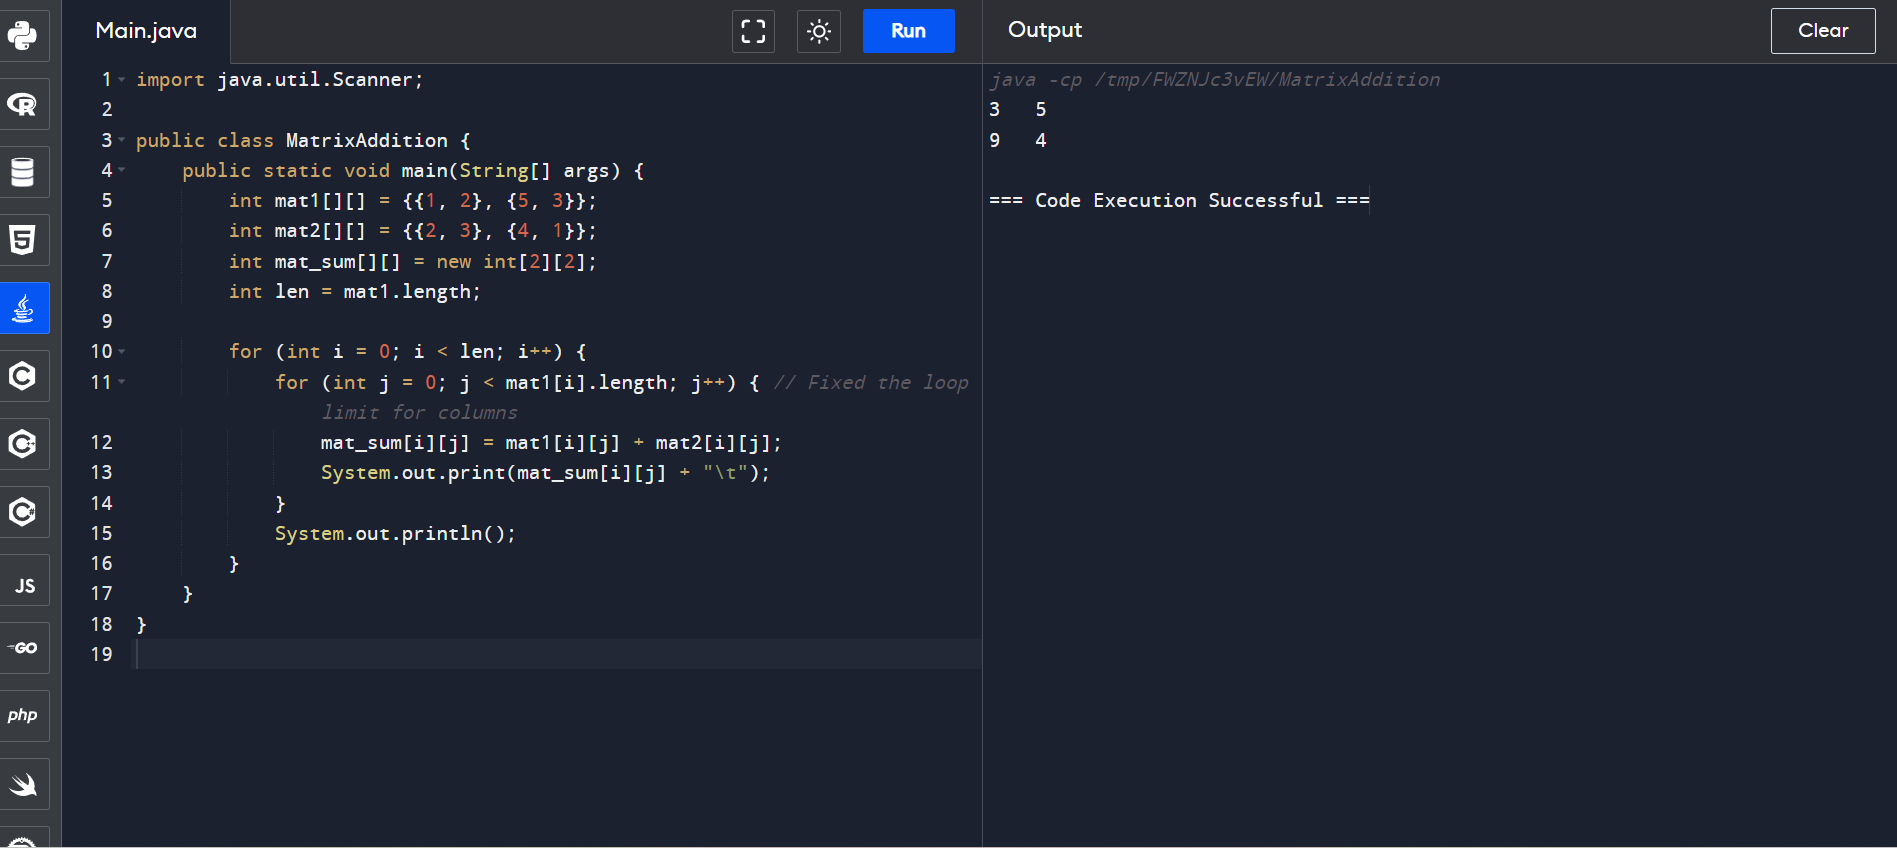 Main.java
Run
Output
Clear
1 import java.util.Scanner;
2
3 public class MatrixAddition {
4     public static void main(String[] args) {
5         int mat1[][] = {{1, 2}, {5, 3}};
6         int mat2[][] = {{2, 3}, {4, 1}};
7         int mat_sum[][] = new int[2][2];
8         int len = mat1.length;
9
10         for (int i = 0; i < len; i++) {
11             for (int j = 0; j < mat1[i].length; j++) { // Fixed the loop
limit for columns
12                 mat_sum[i][j] = mat1[i][j] + mat2[i][j];
13                 System.out.print(mat_sum[i][j] + "\t");
14             }
15             System.out.println();
16         }
17     }
18 }
19
java -cp /tmp/FWZNJc3vEW/MatrixAddition
3   5
9   4
=== Code Execution Successful ===
R
5
C
C++
C#
JS
GO
php